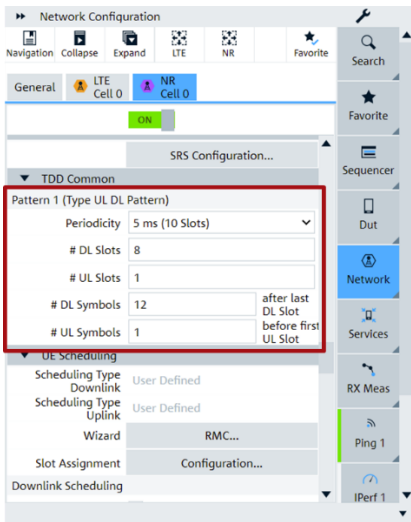 Network Configuration
Navigation Collapse Expand LTE NR Favorite
Search
General
LTE
Cell 0
NR
Cell 0
Favorite
ON
SRS Configuration...
Sequencer
TDD Common
Pattern 1 (Type UL DL Pattern)
Periodicity 5 ms (10 Slots)
Dut
# DL Slots 8
# UL Slots 1
Network
# DL Symbols 12 after last
DL Slot
# UL Symbols 1 before first
UL Slot
Services
UE Scheduling
Scheduling Type
Downlink User Defined
RX Meas
Scheduling Type
Uplink User Defined
Wizard RMC...
Ping 1
Slot Assignment Configuration...
Downlink Scheduling
IPerf 1